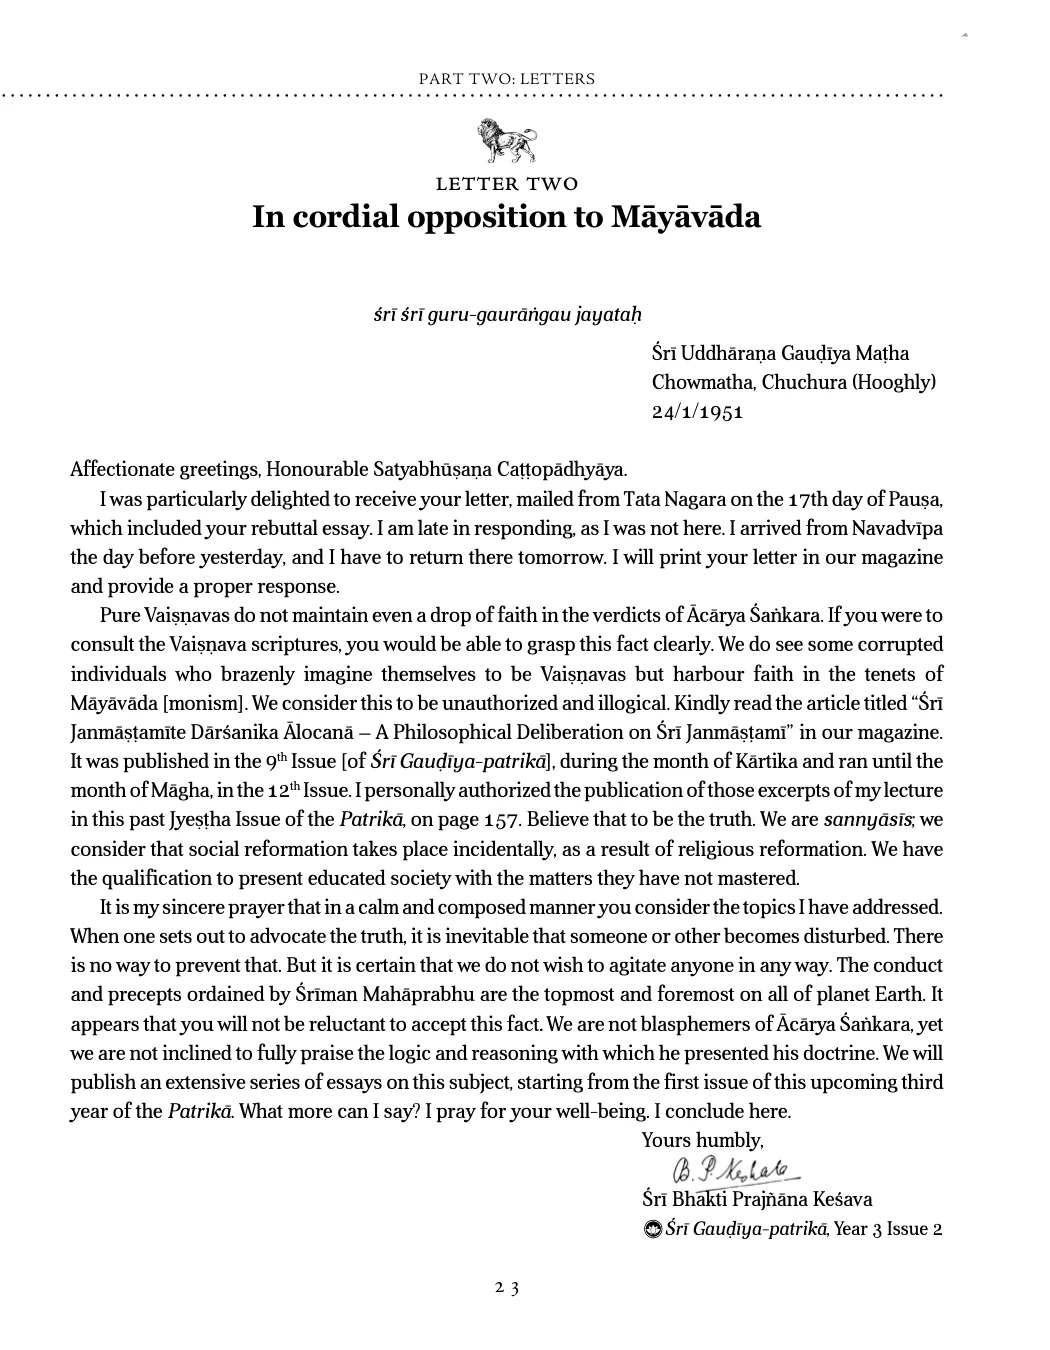 PART TWO: LETTERS
LETTER TWO
In cordial opposition to Māyāvāda
śrī śrī guru-gaurāṅgau jayataḥ
Śrī Uddhāraṇa Gauḍīya Maṭha
Chowmatha, Chuchura (Hooghly)
24/1/1951
Affectionate greetings, Honourable Satyabhūṣaṇa Caṭṭopādhyāya.
I was particularly delighted to receive your letter, mailed from Tata Nagara on the 17th day of Pauṣa,
which included your rebuttal essay. I am late in responding, as I was not here. I arrived from Navadvīpa
the day before yesterday, and I have to return there tomorrow. I will print your letter in our magazine
and provide a proper response.
Pure Vaiṣṇavas do not maintain even a drop of faith in the verdicts of Ācārya Śaṅkara. If you were to
consult the Vaiṣṇava scriptures, you would be able to grasp this fact clearly. We do see some corrupted
individuals who brazenly imagine themselves to be Vaiṣṇavas but harbour faith in the tenets of
Māyāvāda [monism]. We consider this to be unauthorized and illogical. Kindly read the article titled “Śrī
Janmāṣṭamīte Dārśanika Ālocanā – A Philosophical Deliberation on Śrī Janmāṣṭamī” in our magazine.
It was published in the 9th Issue [of Śrī Gauḍīya-patrikā], during the month of Kārtika and ran until the
month of Māgha, in the 12th Issue. I personally authorized the publication of those excerpts of my lecture
in this past Jyeṣṭha Issue of the Patrikā, on page 157. Believe that to be the truth. We are sannyāsīs; we
consider that social reformation takes place incidentally, as a result of religious reformation. We have
the qualification to present educated society with the matters they have not mastered.
It is my sincere prayer that in a calm and composed manner you consider the topics I have addressed.
When one sets out to advocate the truth, it is inevitable that someone or other becomes disturbed. There
is no way to prevent that. But it is certain that we do not wish to agitate anyone in any way. The conduct
and precepts ordained by Śrīman Mahāprabhu are the topmost and foremost on all of planet Earth. It
appears that you will not be reluctant to accept this fact. We are not blasphemers of Ācārya Śaṅkara, yet
we are not inclined to fully praise the logic and reasoning with which he presented his doctrine. We will
publish an extensive series of essays on this subject, starting from the first issue of this upcoming third
year of the Patrikā. What more can I say? I pray for your well-being. I conclude here.
Yours humbly,
B. P. Keshab
Śrī Bhakti Prajñāna Keśava
Śrī Gauḍīya-patrikā, Year 3 Issue 2
23